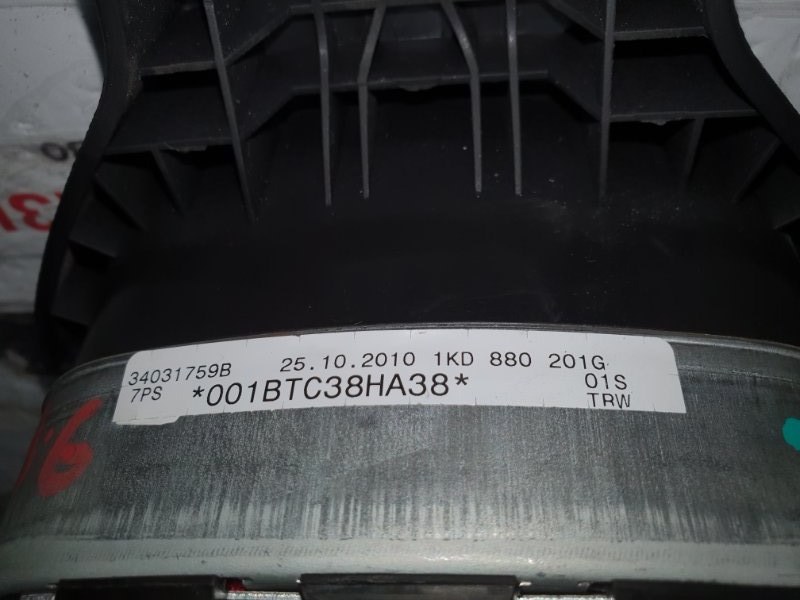 34031759B 25.10.2010 1KD 880 201G
7PS *001BTC38HA38* 01S
TRW